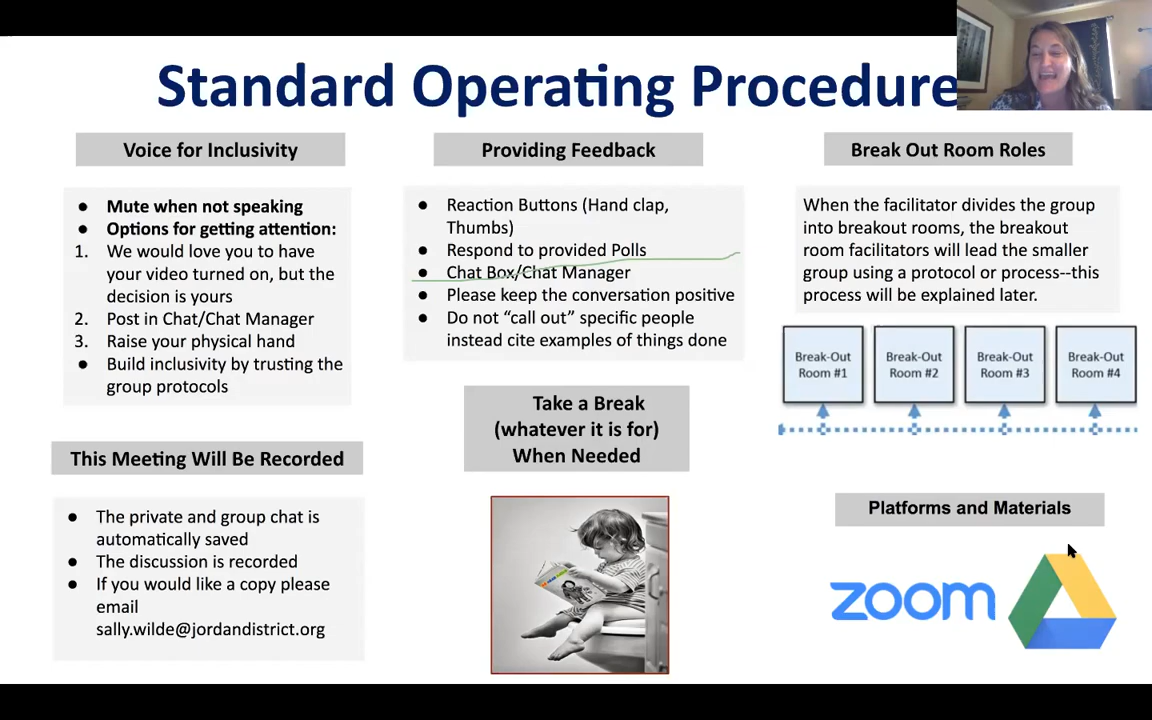 Standard Operating Procedure
Voice for Inclusivity
● Mute when not speaking
● Options for getting attention:
1. We would love you to have
your video turned on, but the
decision is yours
2. Post in Chat/Chat Manager
3. Raise your physical hand
● Build inclusivity by trusting the
group protocols
This Meeting Will Be Recorded
● The private and group chat is
automatically saved
● The discussion is recorded
● If you would like a copy please
email
sally.wilde@jordandistrict.org
Providing Feedback
● Reaction Buttons (Hand clap,
Thumbs)
● Respond to provided Polls
● Chat Box/Chat Manager
● Please keep the conversation positive
● Do not “call out” specific people
instead cite examples of things done
Take a Break
(whatever it is for)
When Needed
Break Out Room Roles
When the facilitator divides the group
into breakout rooms, the breakout
room facilitators will lead the smaller
group using a protocol or process--this
process will be explained later.
Break-Out
Room #1
Break-Out
Room #2
Break-Out
Room #3
Break-Out
Room #4
Platforms and Materials
zoom